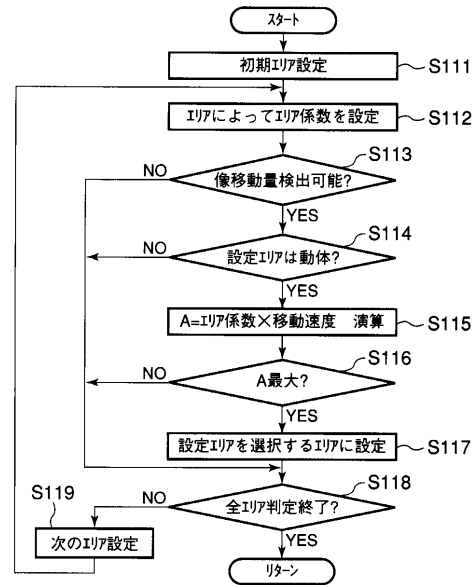 スタート
初期エリア設定
S111
エリアによってエリア係数を設定
S112
S113
像移動量検出可能?
NO
YES
S114
設定エリアは動体?
NO
YES
A=エリア係数×移動速度 演算
S115
S116
A最大?
NO
YES
設定エリアを選択するエリアに設定
S117
S118
全エリア判定終了?
NO
YES
S119
次のエリア設定
リターン